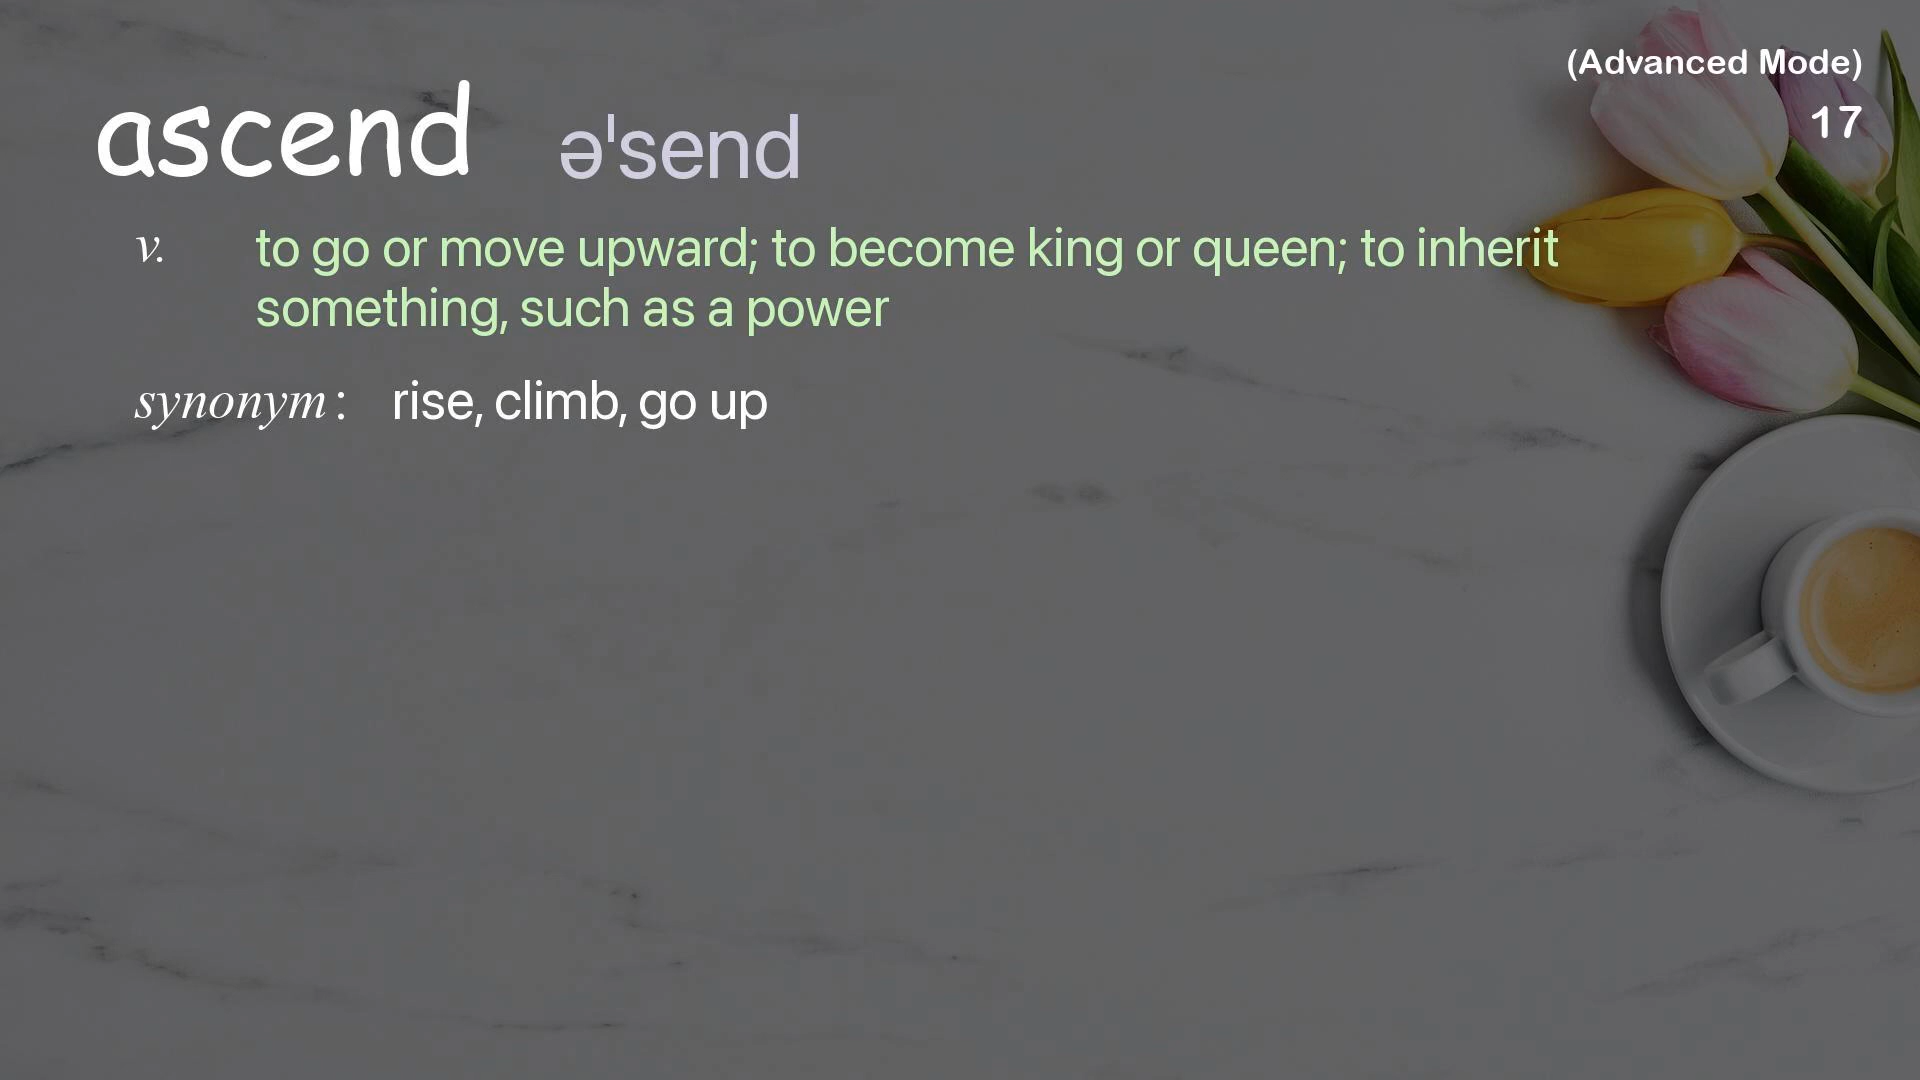 (Advanced Mode)
ascend ə'send
17
v. to go or move upward; to become king or queen; to inherit
something, such as a power
synonym : rise, climb, go up